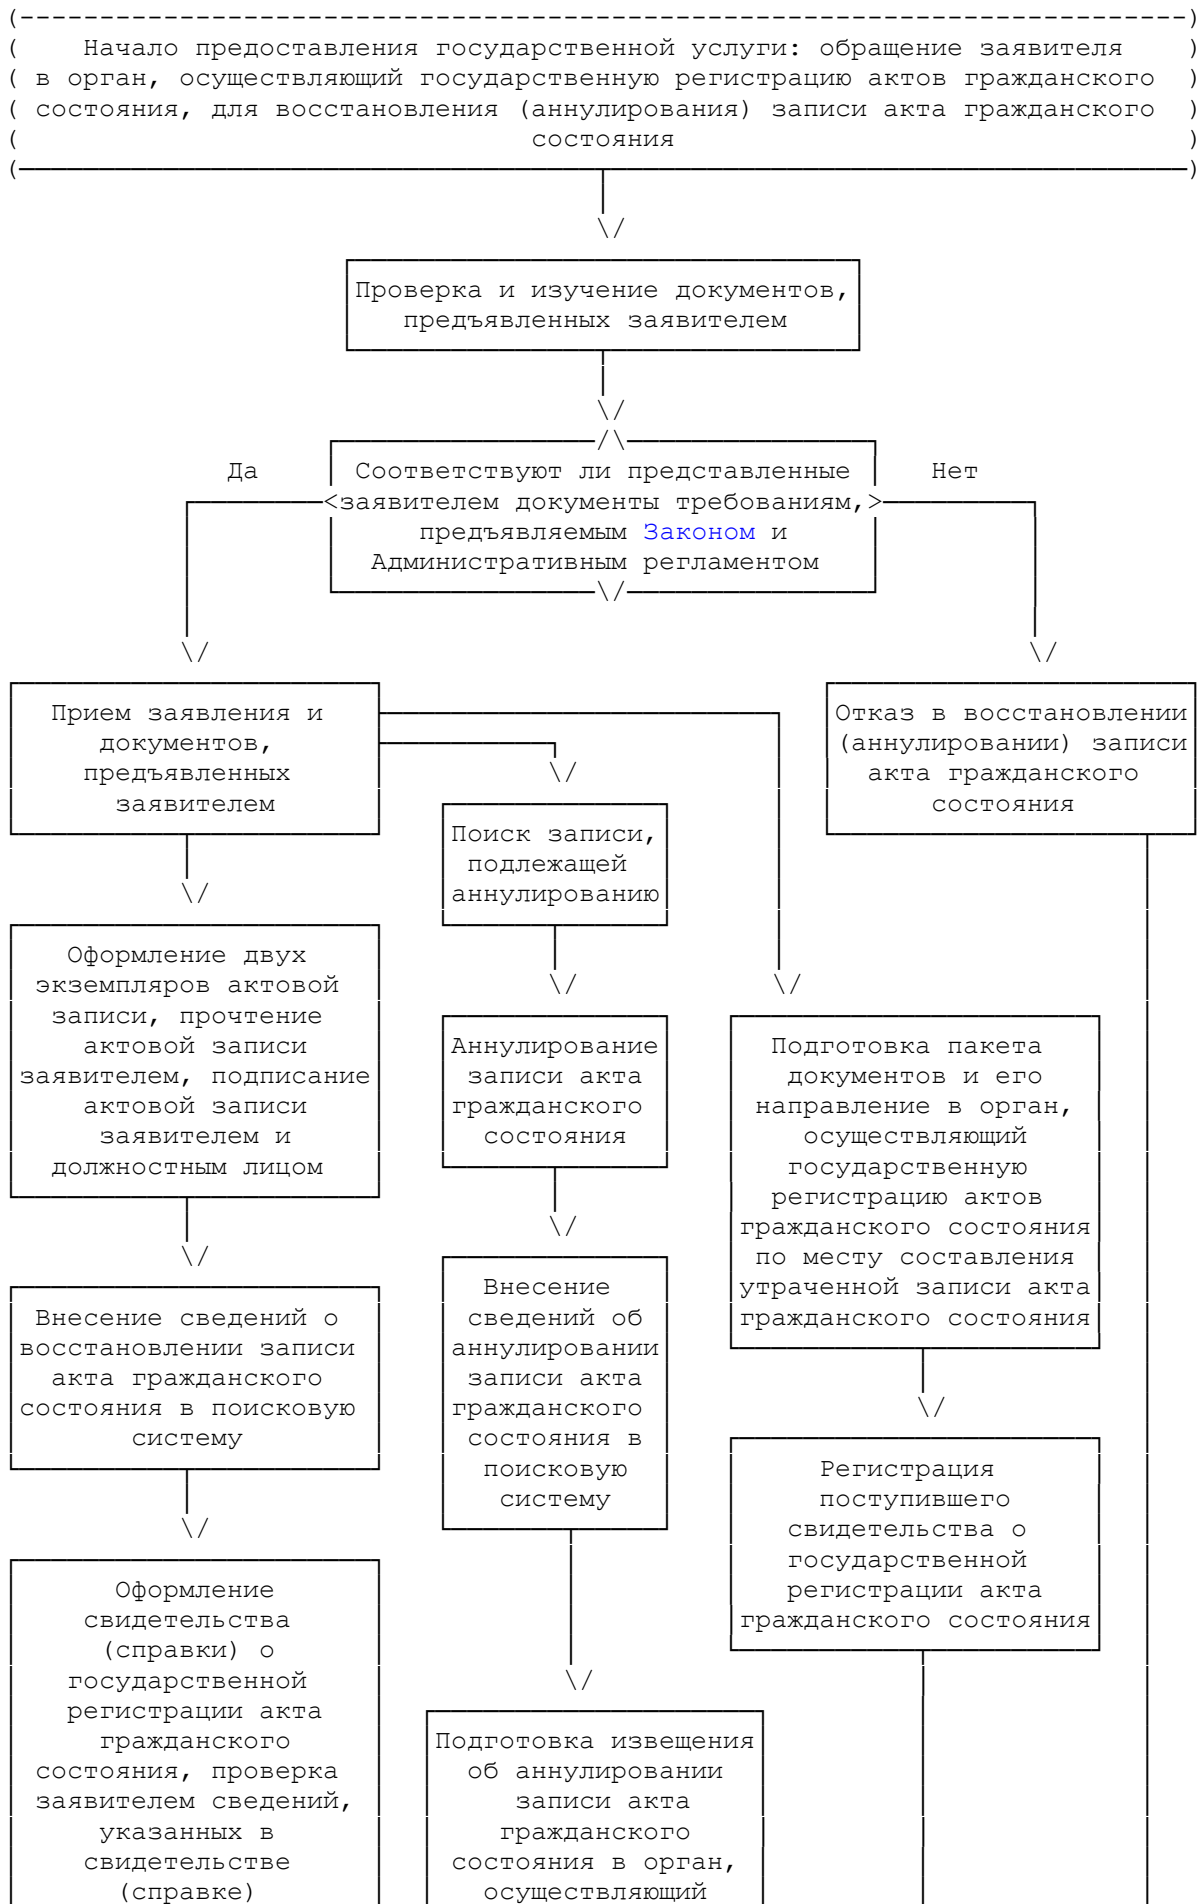 Начало предоставления государственной услуги: обращение заявителя
в орган, осуществляющий государственную регистрацию актов гражданского
состояния, для восстановления (аннулирования) записи акта гражданского
состояния
Проверка и изучение документов,
предъявленных заявителем
Да
Соответствуют ли представленные
заявителем документы требованиям,
предъявляемым Законом и
Административным регламентом
Нет
Прием заявления и
документов,
предъявленных
заявителем
Отказ в восстановлении
(аннулировании) записи
акта гражданского
состояния
Поиск записи,
подлежащей
аннулированию
Оформление двух
экземпляров актовой
записи, прочтение
актовой записи
заявителем, подписание
актовой записи
заявителем и
должностным лицом
Аннулирование
записи акта
гражданского
состояния
Подготовка пакета
документов и его
направление в орган,
осуществляющий
государственную
регистрацию актов
гражданского состояния
по месту составления
утраченной записи акта
гражданского состояния
Внесение сведений о
восстановлении записи
акта гражданского
состояния в поисковую
систему
Внесение
сведений об
аннулировании
записи акта
гражданского
состояния в
поисковую
систему
Регистрация
поступившего
свидетельства о
государственной
регистрации акта
гражданского состояния
Оформление
свидетельства
(справки) о
государственной
регистрации акта
гражданского
состояния, проверка
заявителем сведений,
указанных в
свидетельстве
(справке)
Подготовка извещения
об аннулировании
записи акта
гражданского
состояния в орган,
осуществляющий